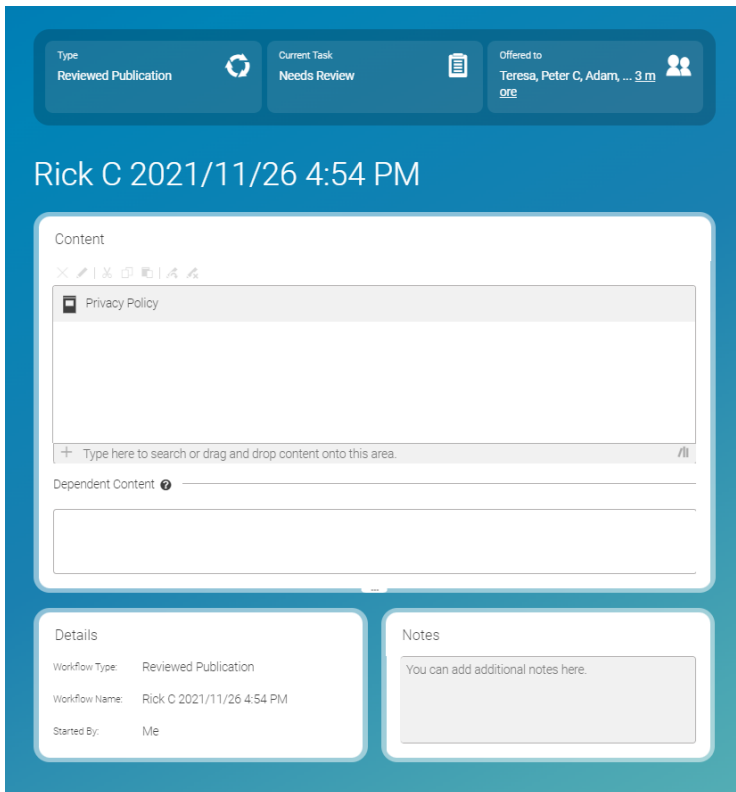 Type
Reviewed Publication
Current Task
Needs Review
Offered to
Teresa, Peter C, Adam, ... 3 m
ore
Rick C 2021/11/26 4:54 PM
Content
Privacy Policy
Type here to search or drag and drop content onto this area.
Dependent Content
Details
Workflow Type: Reviewed Publication
Workflow Name: Rick C 2021/11/26 4:54 PM
Started By: Me
Notes
You can add additional notes here.